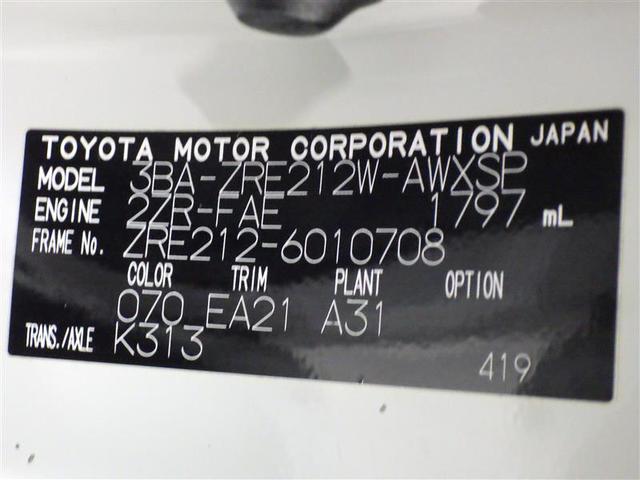 TOYOTA MOTOR CORPORATION JAPAN
MODEL 3BA-ZRE212W-AWXSP
ENGINE 2ZR-FAE 1797 mL
FRAME No. ZRE212-6010708
COLOR TRIM PLANT OPTION
070 EA21 A31
TRANS./AXLE K313
419